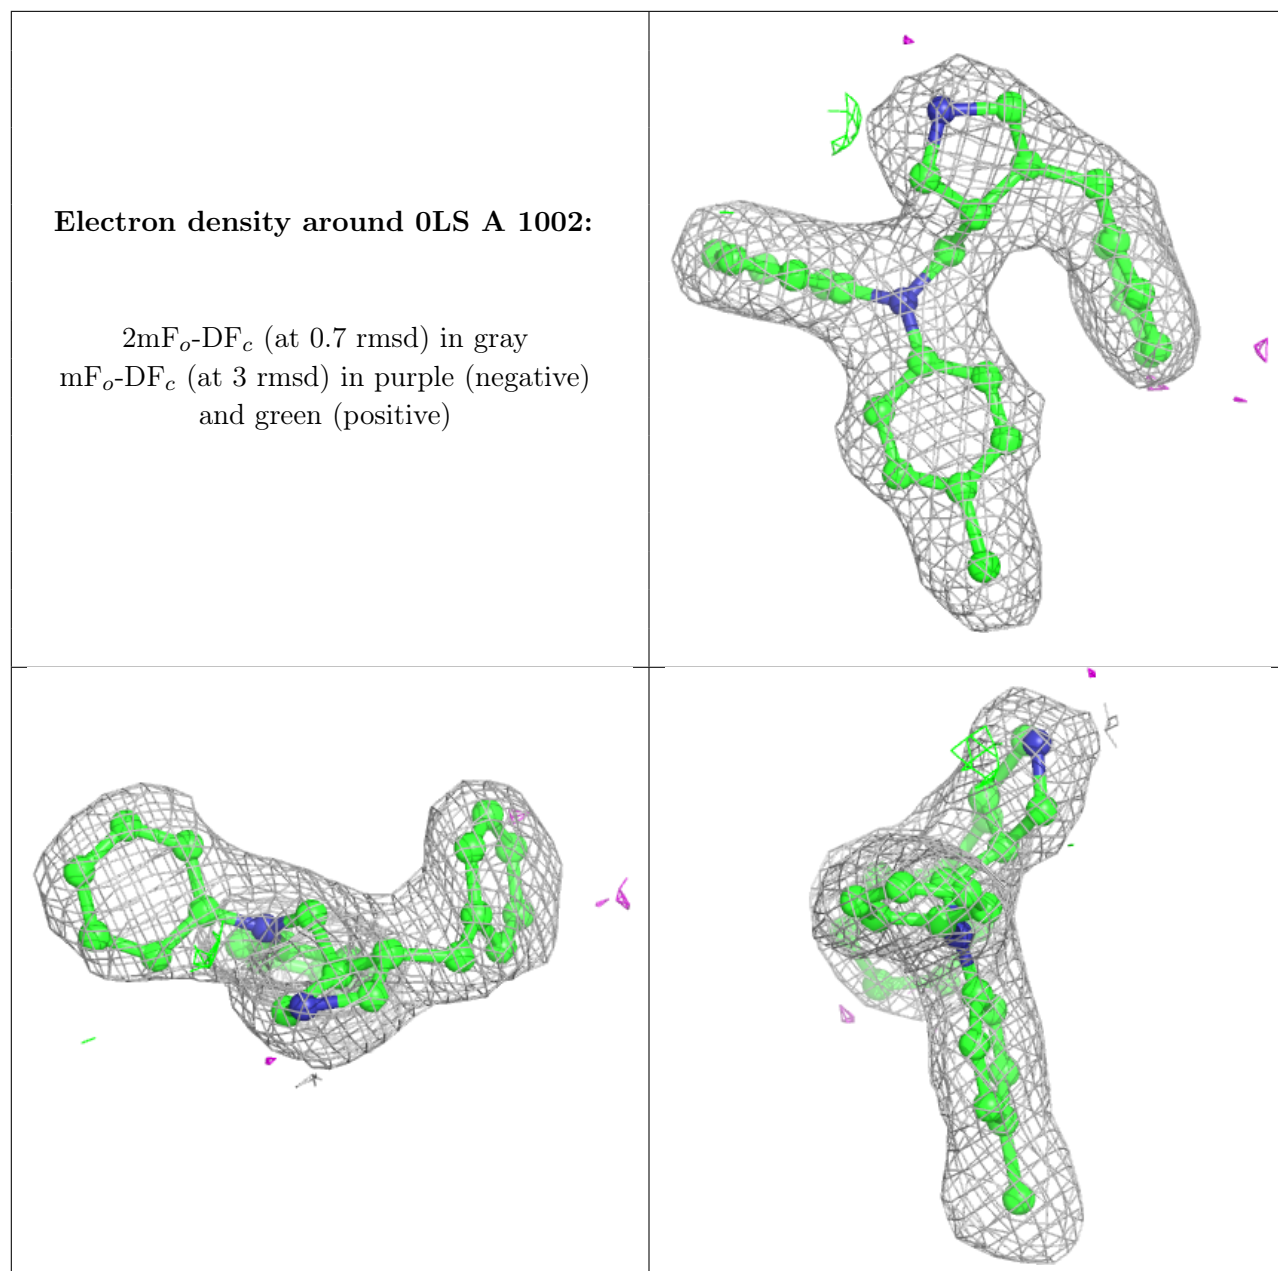 Electron density around 0LS A 1002:
2mFo-DFc (at 0.7 rmsd) in gray
mFo-DFc (at 3 rmsd) in purple (negative)
and green (positive)